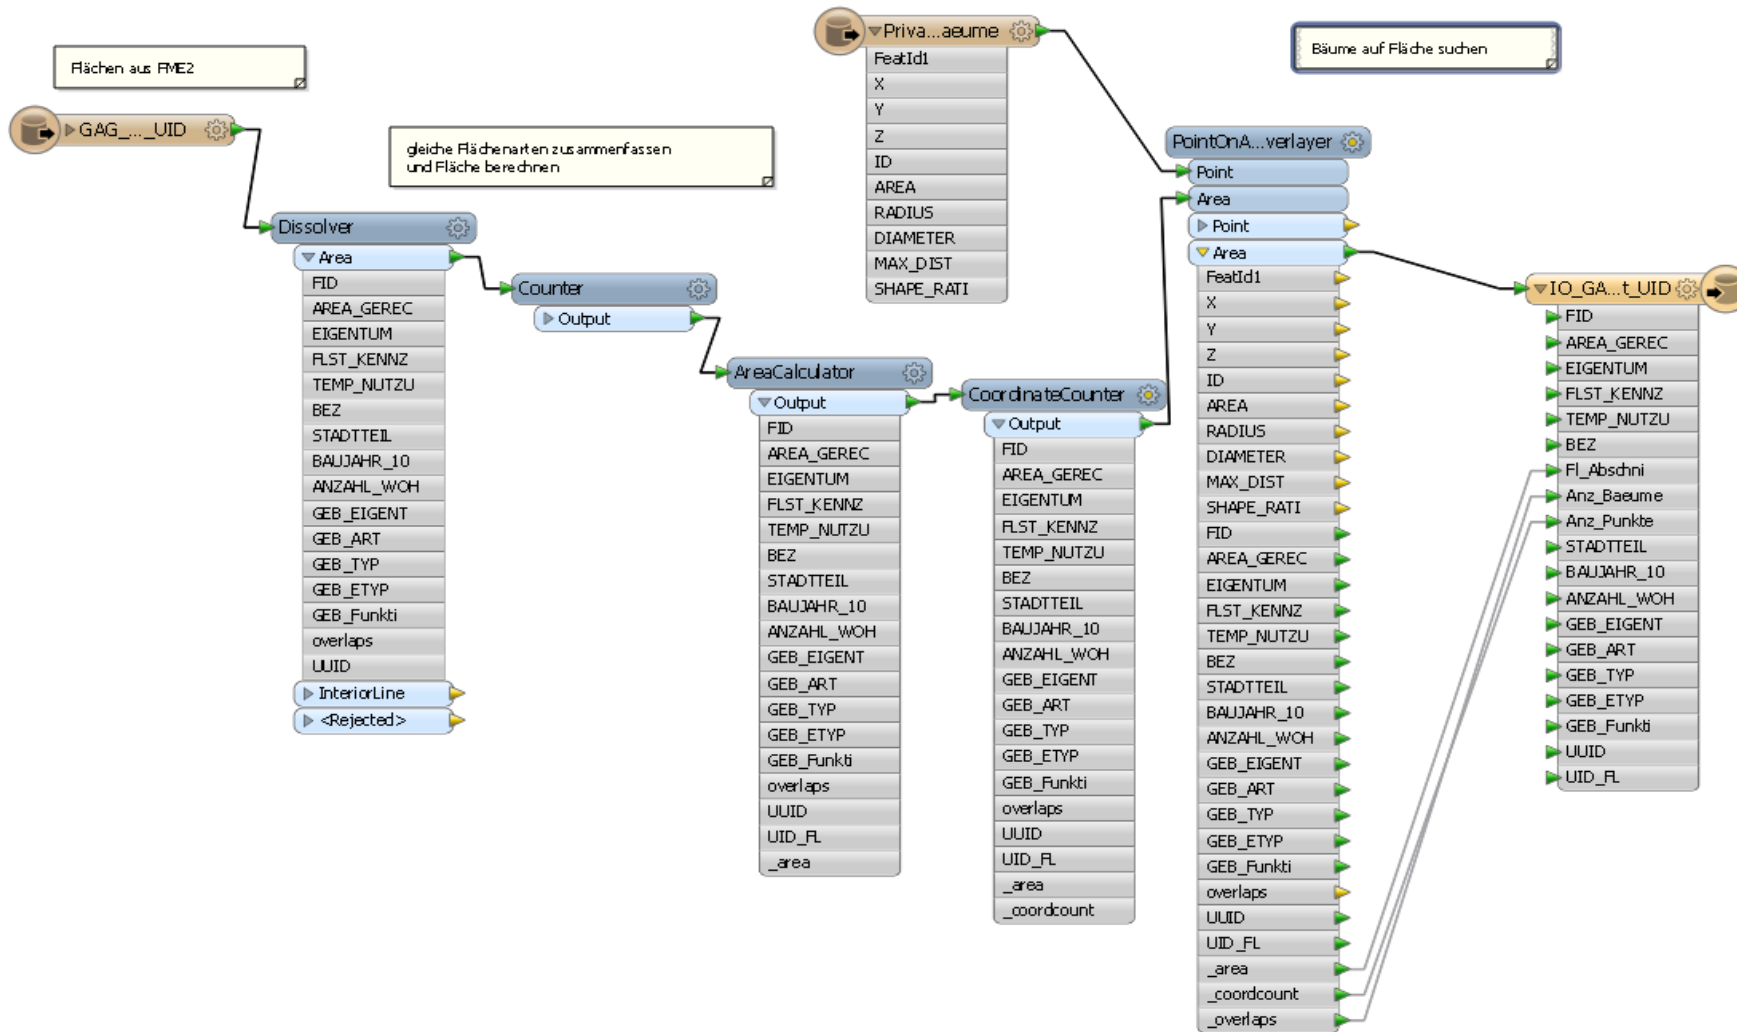 Flächen aus FME2
GAG_..._UID
gleiche Flächenarten zusammenfassen
und Fläche berechnen
Dissolver
Area
FID
AREA_GEREC
EIGENTUM
FLST_KENNZ
TEMP_NUTZU
BEZ
STADTTEIL
BAUJAHR_10
ANZAHL_WOH
GEB_EIGENT
GEB_ART
GEB_TYP
GEB_ETYP
GEB_Funkti
overlaps
UUID
InteriorLine
<Rejected>
Counter
Output
AreaCalculator
Output
FID
AREA_GEREC
EIGENTUM
FLST_KENNZ
TEMP_NUTZU
BEZ
STADTTEIL
BAUJAHR_10
ANZAHL_WOH
GEB_EIGENT
GEB_ART
GEB_TYP
GEB_ETYP
GEB_Funkti
overlaps
UUID
UID_FL
_area
Priva...aeume
FeatId1
X
Y
Z
ID
AREA
RADIUS
DIAMETER
MAX_DIST
SHAPE_RATI
CoordinateCounter
Output
FID
AREA_GEREC
EIGENTUM
FLST_KENNZ
TEMP_NUTZU
BEZ
STADTTEIL
BAUJAHR_10
ANZAHL_WOH
GEB_EIGENT
GEB_ART
GEB_TYP
GEB_ETYP
GEB_Funkti
overlaps
UUID
UID_FL
_area
_coordcount
Bäume auf Fläche suchen
PointOnA...verlayer
Point
Area
Point
Area
FeatId1
X
Y
Z
ID
AREA
RADIUS
DIAMETER
MAX_DIST
SHAPE_RATI
FID
AREA_GEREC
EIGENTUM
FLST_KENNZ
TEMP_NUTZU
BEZ
STADTTEIL
BAUJAHR_10
ANZAHL_WOH
GEB_EIGENT
GEB_ART
GEB_TYP
GEB_ETYP
GEB_Funkti
overlaps
UUID
UID_FL
_area
_coordcount
_overlaps
IO_GA...t_UID
FID
AREA_GEREC
EIGENTUM
FLST_KENNZ
TEMP_NUTZU
BEZ
Fl_Abschni
Anz_Baeume
Anz_Punkte
STADTTEIL
BAUJAHR_10
ANZAHL_WOH
GEB_EIGENT
GEB_ART
GEB_TYP
GEB_ETYP
GEB_Funkti
UUID
UID_FL